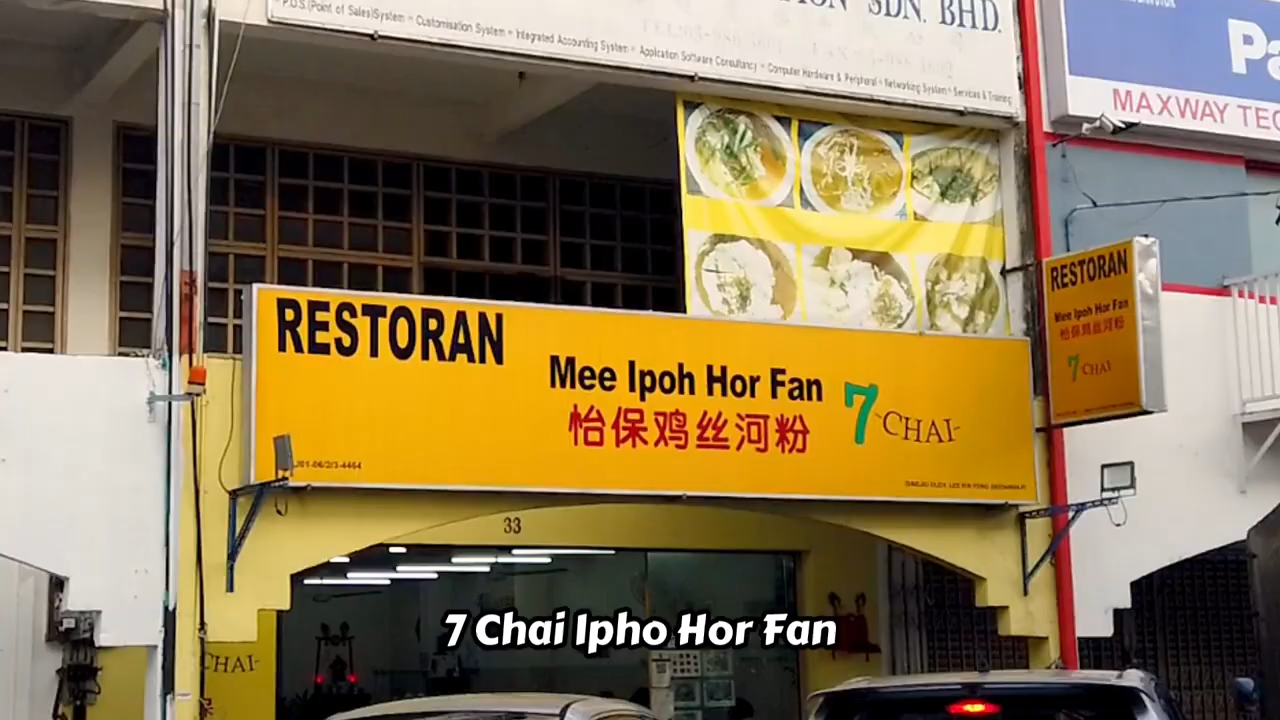 SDN. BHD.
P.O.S.(Point of Sales)System • Customisation System • Integrated Accounting System • Application Software Consultancy • Computer Hardware & Peripheral • Networking System • Services & Training
Pa
MAXWAY TEC
RESTORAN
Mee Ipoh Hor Fan
怡保鸡丝河粉
7 -CHAI-
RESTORAN
Mee Ipoh Hor Fan
怡保鸡丝河粉
7 CHAI
33
7 Chai Ipho Hor Fan
CHAI-